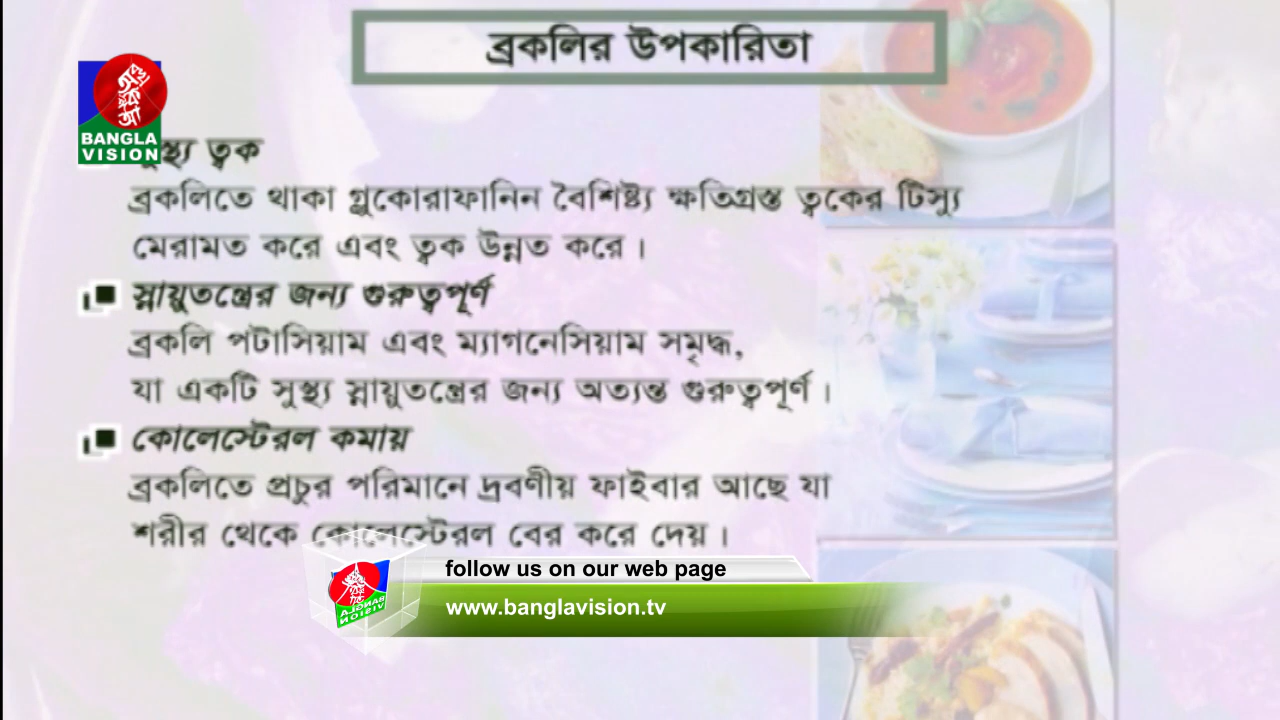 ব্রকলির উপকারিতা
BANGLA
VISION
সুস্থ্য ত্বক
ব্রকলিতে থাকা গ্লুকোরাফানিন বৈশিষ্ট্য ক্ষতিগ্রস্ত ত্বকের টিস্যু
মেরামত করে এবং ত্বক উন্নত করে।
স্নায়ুতন্ত্রের জন্য গুরুত্বপূর্ণ
ব্রকলি পটাসিয়াম এবং ম্যাগনেসিয়াম সমৃদ্ধ,
যা একটি সুস্থ্য স্নায়ুতন্ত্রের জন্য অত্যন্ত গুরুত্বপূর্ণ।
কোলেস্টেরল কমায়
ব্রকলিতে প্রচুর পরিমানে দ্রবণীয় ফাইবার আছে যা
শরীর থেকে কোলেস্টেরল বের করে দেয়।
follow us on our web page
www.banglavision.tv
BANGLA
VISION